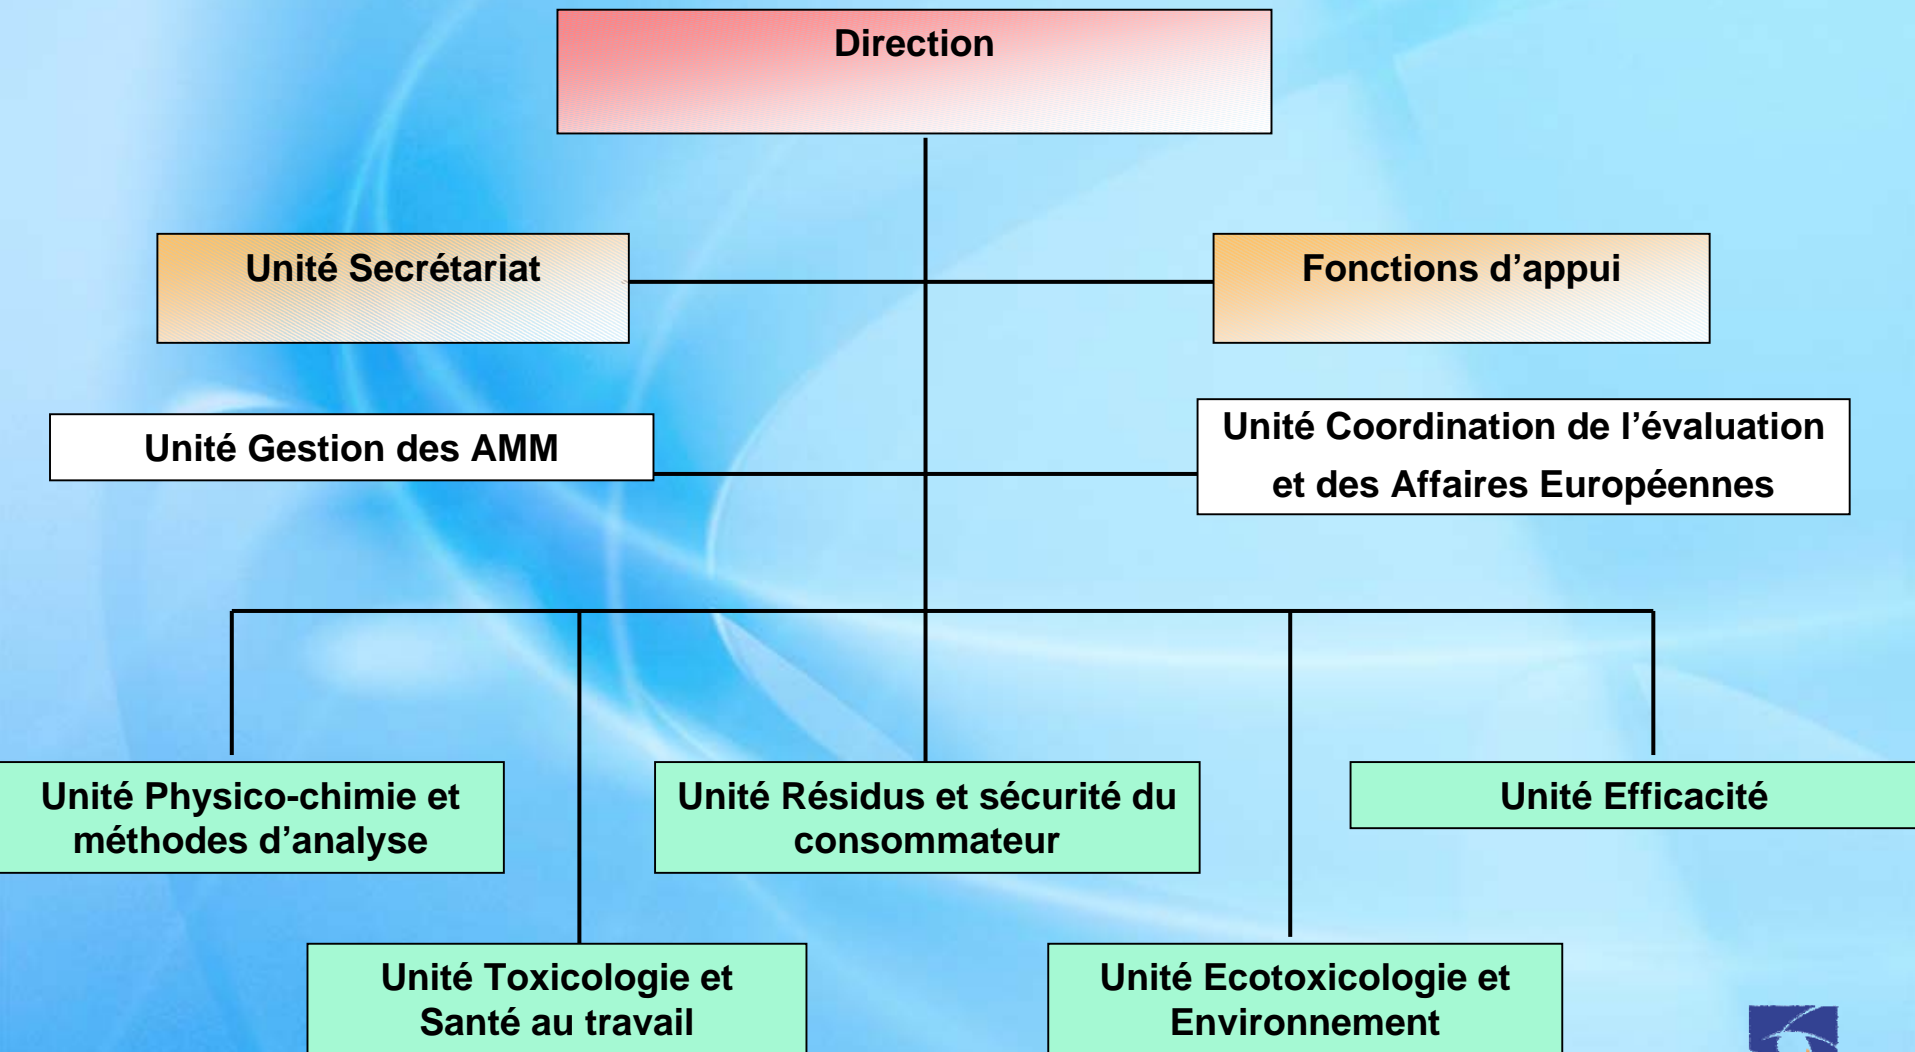 Direction
Unité Secrétariat
Fonctions d'appui
Unité Gestion des AMM
Unité Coordination de l'évaluation
et des Affaires Européennes
Unité Physico-chimie et
méthodes d'analyse
Unité Résidus et sécurité du
consommateur
Unité Efficacité
Unité Toxicologie et
Santé au travail
Unité Ecotoxicologie et
Environnement